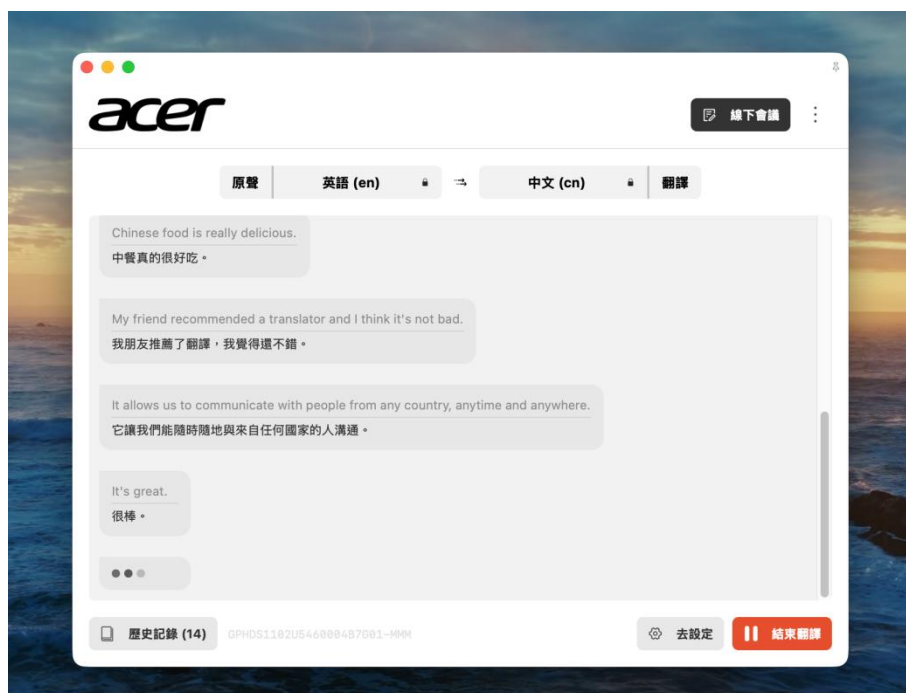 acer
線下會議
原聲 英語 (en) 中文 (cn) 翻譯
Chinese food is really delicious.
中餐真的很好吃。
My friend recommended a translator and I think it's not bad.
我朋友推薦了翻譯，我覺得還不錯。
It allows us to communicate with people from any country, anytime and anywhere.
它讓我們能隨時隨地與來自任何國家的人溝通。
It's great.
很棒。
歷史記錄 (14) 去設定 結束翻譯